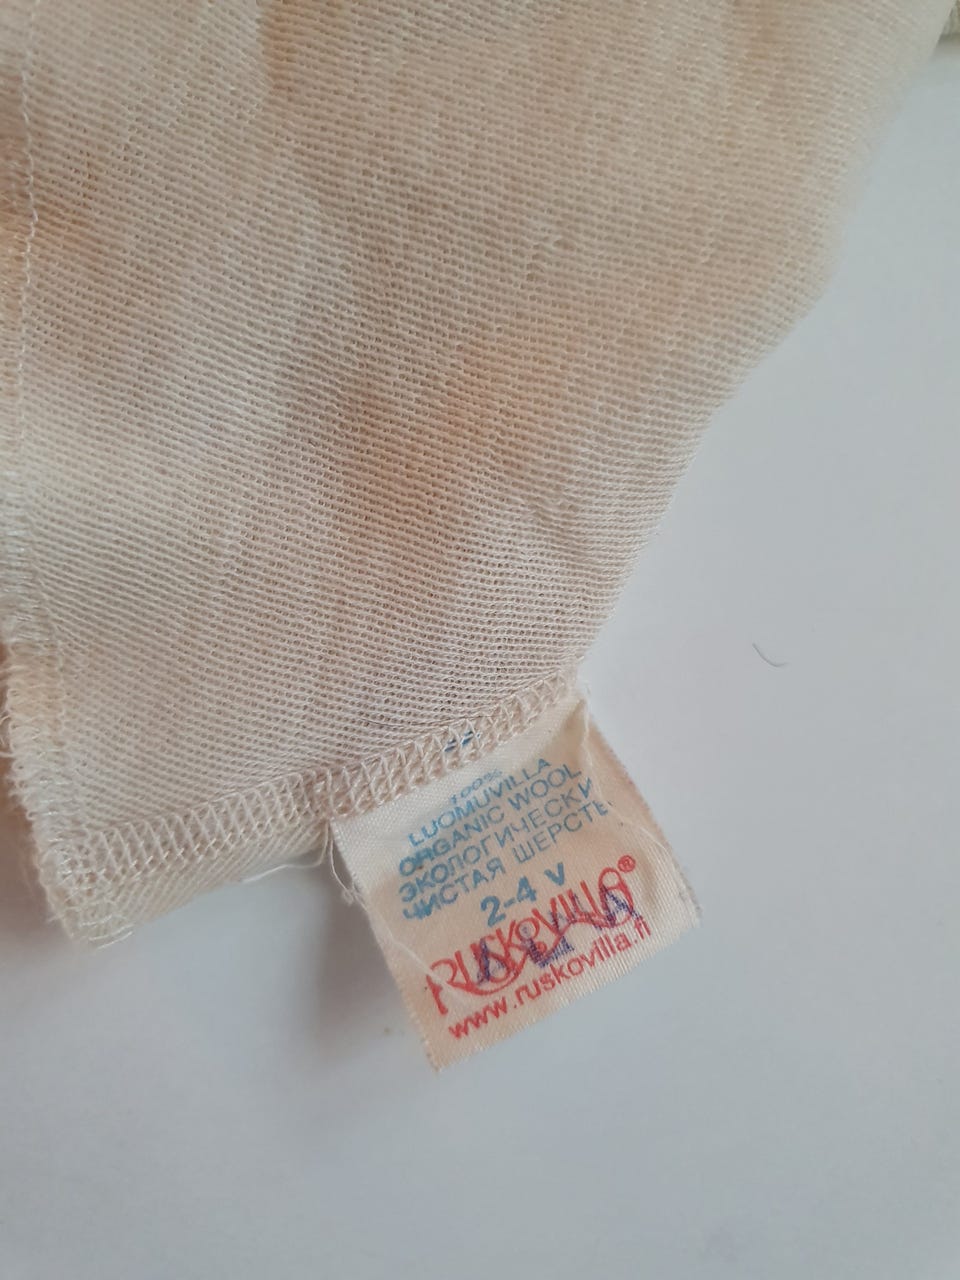 100%
LUOMUVILLA
ORGANIC WOOL
ЭКОЛОГИЧЕСКИ
ЧИСТАЯ ШЕРСТЬ
2-4 v
RUSKOVILLA®
www.ruskovilla.fi